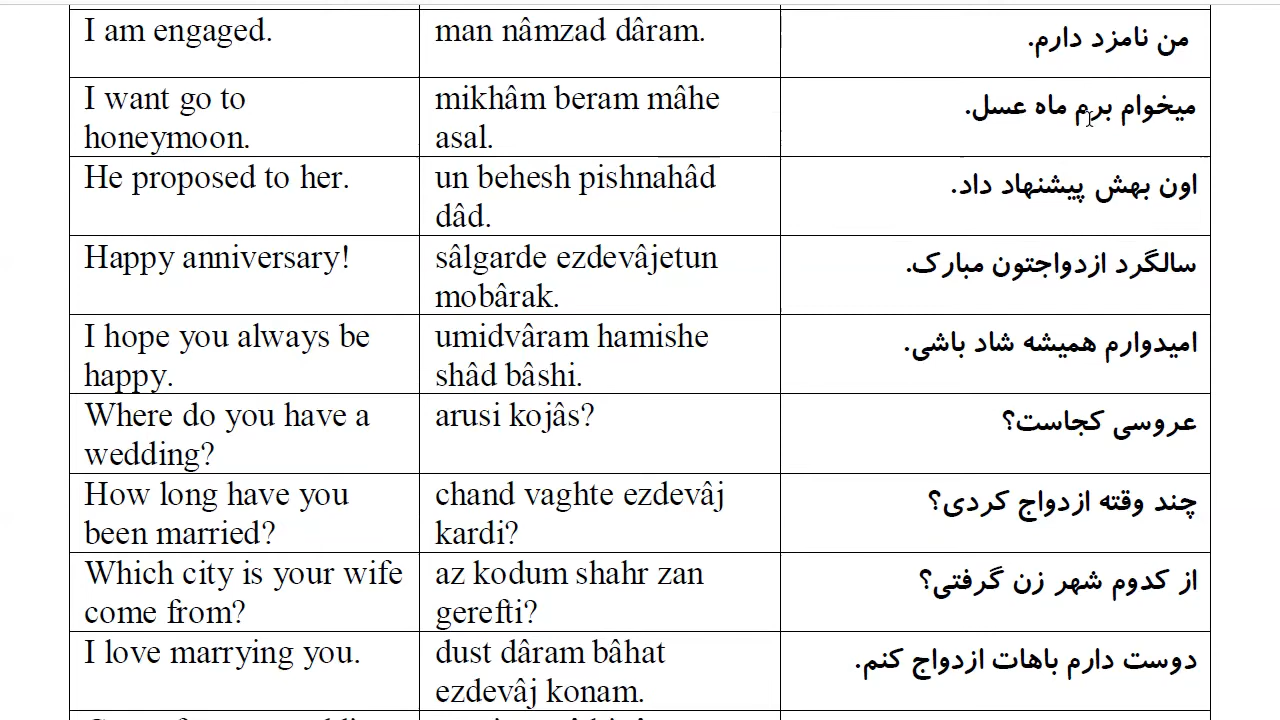 I am engaged.
man nâmzad dâram.
من نامزد دارم.
I want go to
honeymoon.
mikhâm beram mâhe
asal.
میخوام برم ماه عسل.
He proposed to her.
un behesh pishnahâd
dâd.
اون بهش پیشنهاد داد.
Happy anniversary!
sâlgarde ezdevâjetun
mobârak.
سالگرد ازدواجتون مبارک.
I hope you always be
happy.
umidvâram hamishe
shâd bâshi.
امیدوارم همیشه شاد باشی.
Where do you have a
wedding?
arusi kojâs?
عروسی کجاست؟
How long have you
been married?
chand vaghte ezdevâj
kardi?
چند وقته ازدواج کردی؟
Which city is your wife
come from?
az kodum shahr zan
gerefti?
از کدوم شهر زن گرفتی؟
I love marrying you.
dust dâram bâhat
ezdevâj konam.
دوست دارم باهات ازدواج کنم.